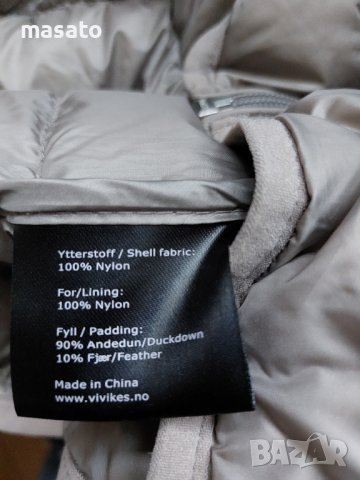 masato
Ytterstoff / Shell fabric:
100% Nylon
For/Lining:
100% Nylon
Fyll / Padding:
90% Andedun/Duckdown
10% Fjær/Feather
Made in China
www.vivikes.no
BAZAR